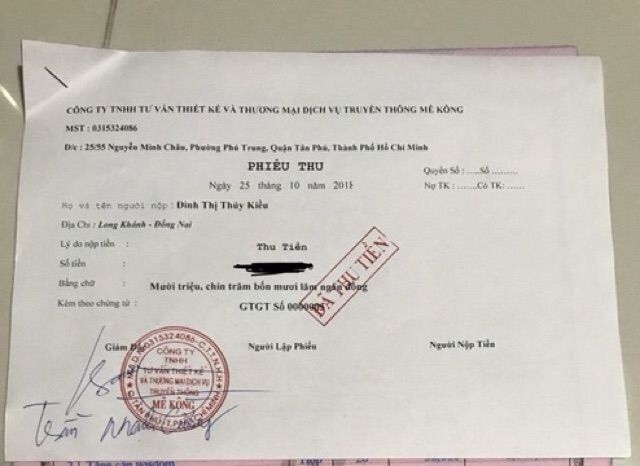 CÔNG TY TNHH TƯ VẤN THIẾT KẾ VÀ THƯƠNG MẠI DỊCH VỤ TRUYỀN THÔNG MÊ KÔNG
MST : 0315324086
Đ/c : 25/55 Nguyễn Minh Châu, Phường Phú Trung, Quận Tân Phú, Thành Phố Hồ Chí Minh
PHIẾU THU
Quyển Số : .....Số .........
Ngày 25 tháng 10 năm 2018
Nợ TK : .......Có TK: .......
Họ và tên người nộp : Đinh Thị Thúy Kiều
Địa Chỉ : Long Khánh - Đồng Nai
Lý do nộp tiền : Thu Tiền
Số tiền :
Bằng chữ : Mười triệu, chín trăm bốn mươi lăm ngàn đồng
Kèm theo chứng từ : GTGT Số
ĐÃ THU TIỀN
Giám Người Lập Phiếu Người Nộp Tiền
CÔNG TY
TNHH
TƯ VẤN THIẾT KẾ
VÀ THƯƠNG MẠI DỊCH VỤ
TRUYỀN THÔNG
MÊ KÔNG
Trần